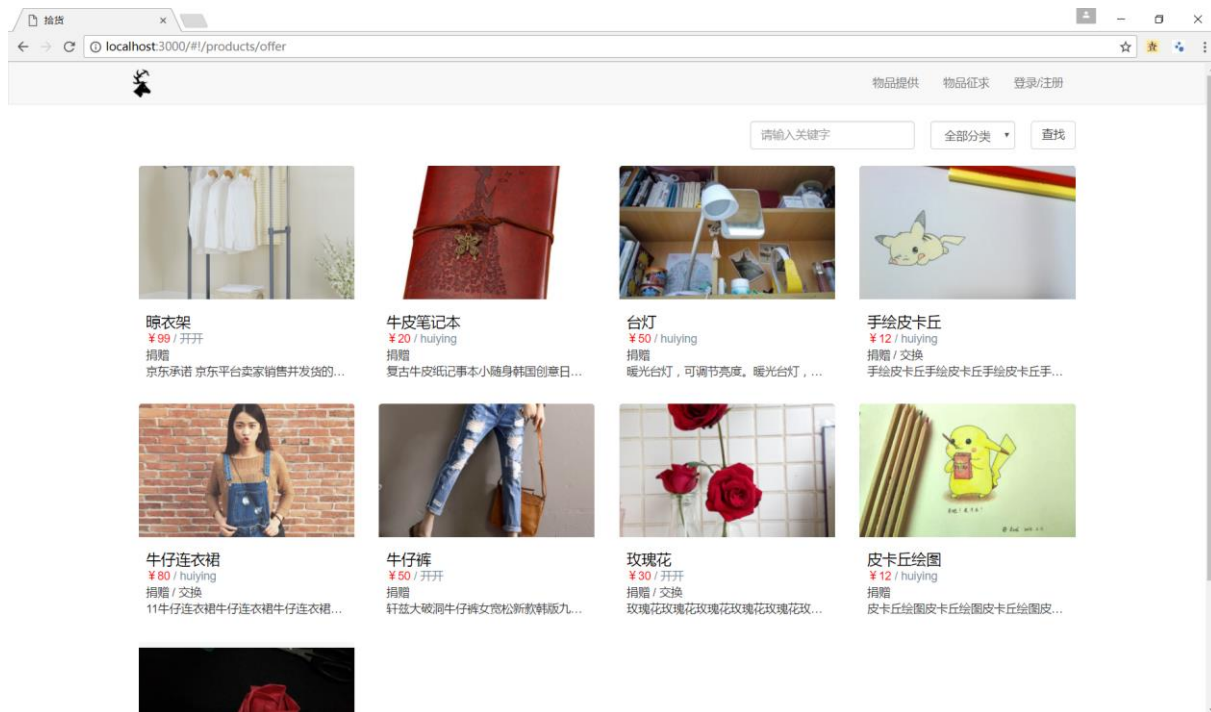 拾货
localhost:3000/#!/products/offer
物品提供 物品征求 登录/注册
请输入关键字 全部分类 查找
晾衣架
¥99 / 开开
捐赠
京东承诺 京东平台卖家销售并发货的...
牛皮笔记本
¥20 / huiying
捐赠
复古牛皮纸记事本小随身韩国创意日...
台灯
¥50 / huiying
捐赠
暖光台灯，可调节亮度。暖光台灯，...
手绘皮卡丘
¥12 / huiying
捐赠 / 交换
手绘皮卡丘手绘皮卡丘手绘皮卡丘手...
牛仔连衣裙
¥80 / huiying
捐赠 / 交换
11牛仔连衣裙牛仔连衣裙牛仔连衣裙...
牛仔裤
¥50 / 开开
捐赠
轩兹大破洞牛仔裤女宽松新款韩版九...
玫瑰花
¥30 / 开开
捐赠 / 交换
玫瑰花玫瑰花玫瑰花玫瑰花玫瑰花玫...
皮卡丘绘图
¥12 / huiying
捐赠
皮卡丘绘图皮卡丘绘图皮卡丘绘图皮...